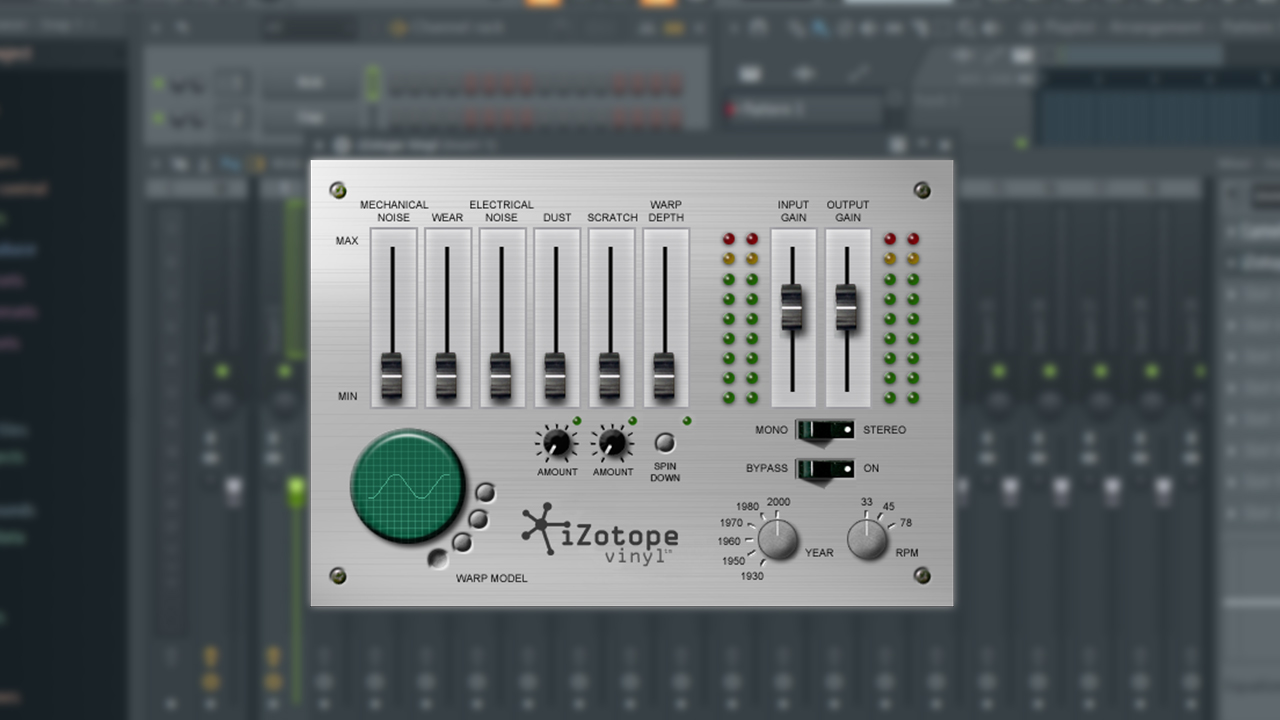 MECHANICAL NOISE
WEAR
ELECTRICAL NOISE
DUST
SCRATCH
WARP DEPTH
INPUT GAIN
OUTPUT GAIN
MAX
MIN
MONO
STEREO
AMOUNT
AMOUNT
SPIN DOWN
BYPASS
ON
iZotope
vinyl
WARP MODEL
2000
1980
1970
1960
1950
1930
YEAR
33
45
78
RPM